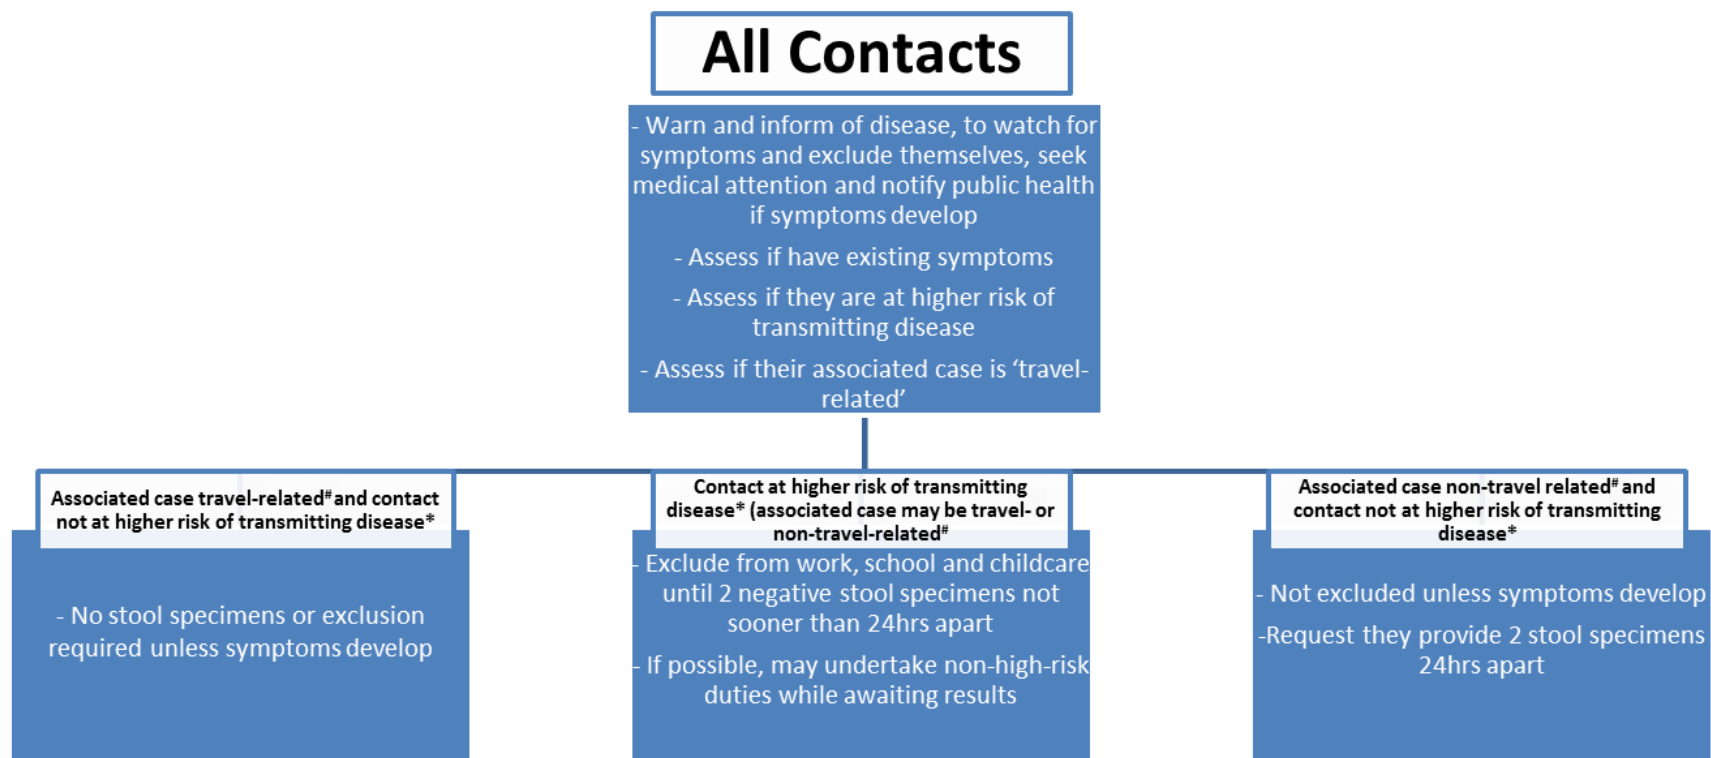 All Contacts
- Warn and inform of disease, to watch for
symptoms and exclude themselves, seek
medical attention and notify public health
if symptoms develop
- Assess if have existing symptoms
- Assess if they are at higher risk of
transmitting disease
- Assess if their associated case is ‘travel-
related’
Associated case travel-related# and contact
not at higher risk of transmitting disease*
- No stool specimens or exclusion
required unless symptoms develop
Contact at higher risk of transmitting
disease* (associated case may be travel- or
non-travel-related#
- Exclude from work, school and childcare
until 2 negative stool specimens not
sooner than 24hrs apart
- If possible, may undertake non-high-risk
duties while awaiting results
Associated case non-travel related# and
contact not at higher risk of transmitting
disease*
- Not excluded unless symptoms develop
-Request they provide 2 stool specimens
24hrs apart